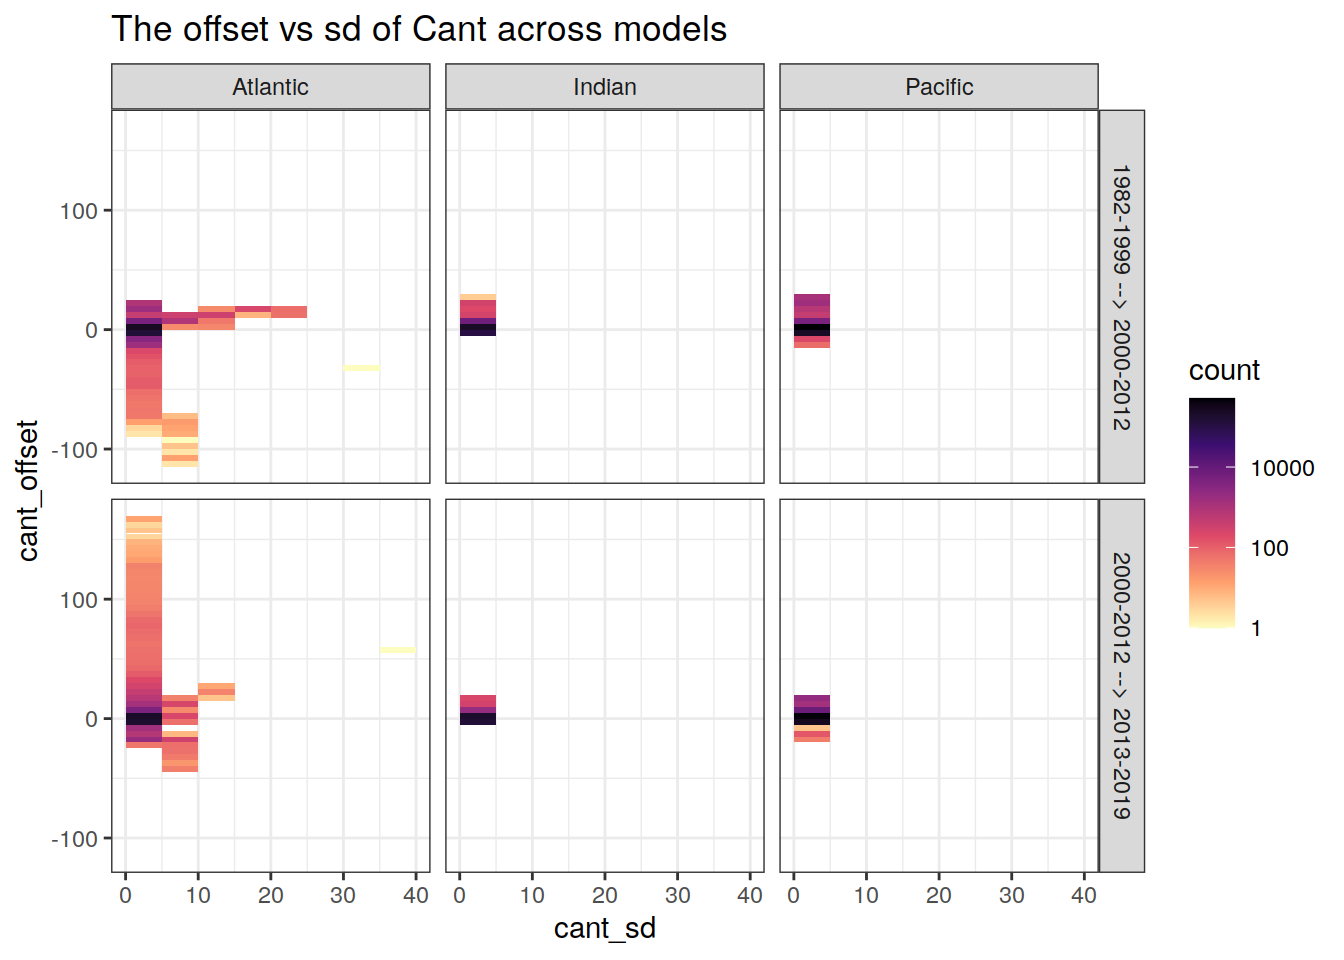 The offset vs sd of Cant across models
Atlantic
Indian
Pacific
1982-1999 --> 2000-2012
2000-2012 --> 2013-2019
cant_offset
100
0
-100
100
0
-100
0 10 20 30 40
0 10 20 30 40
0 10 20 30 40
cant_sd
count
10000
100
1